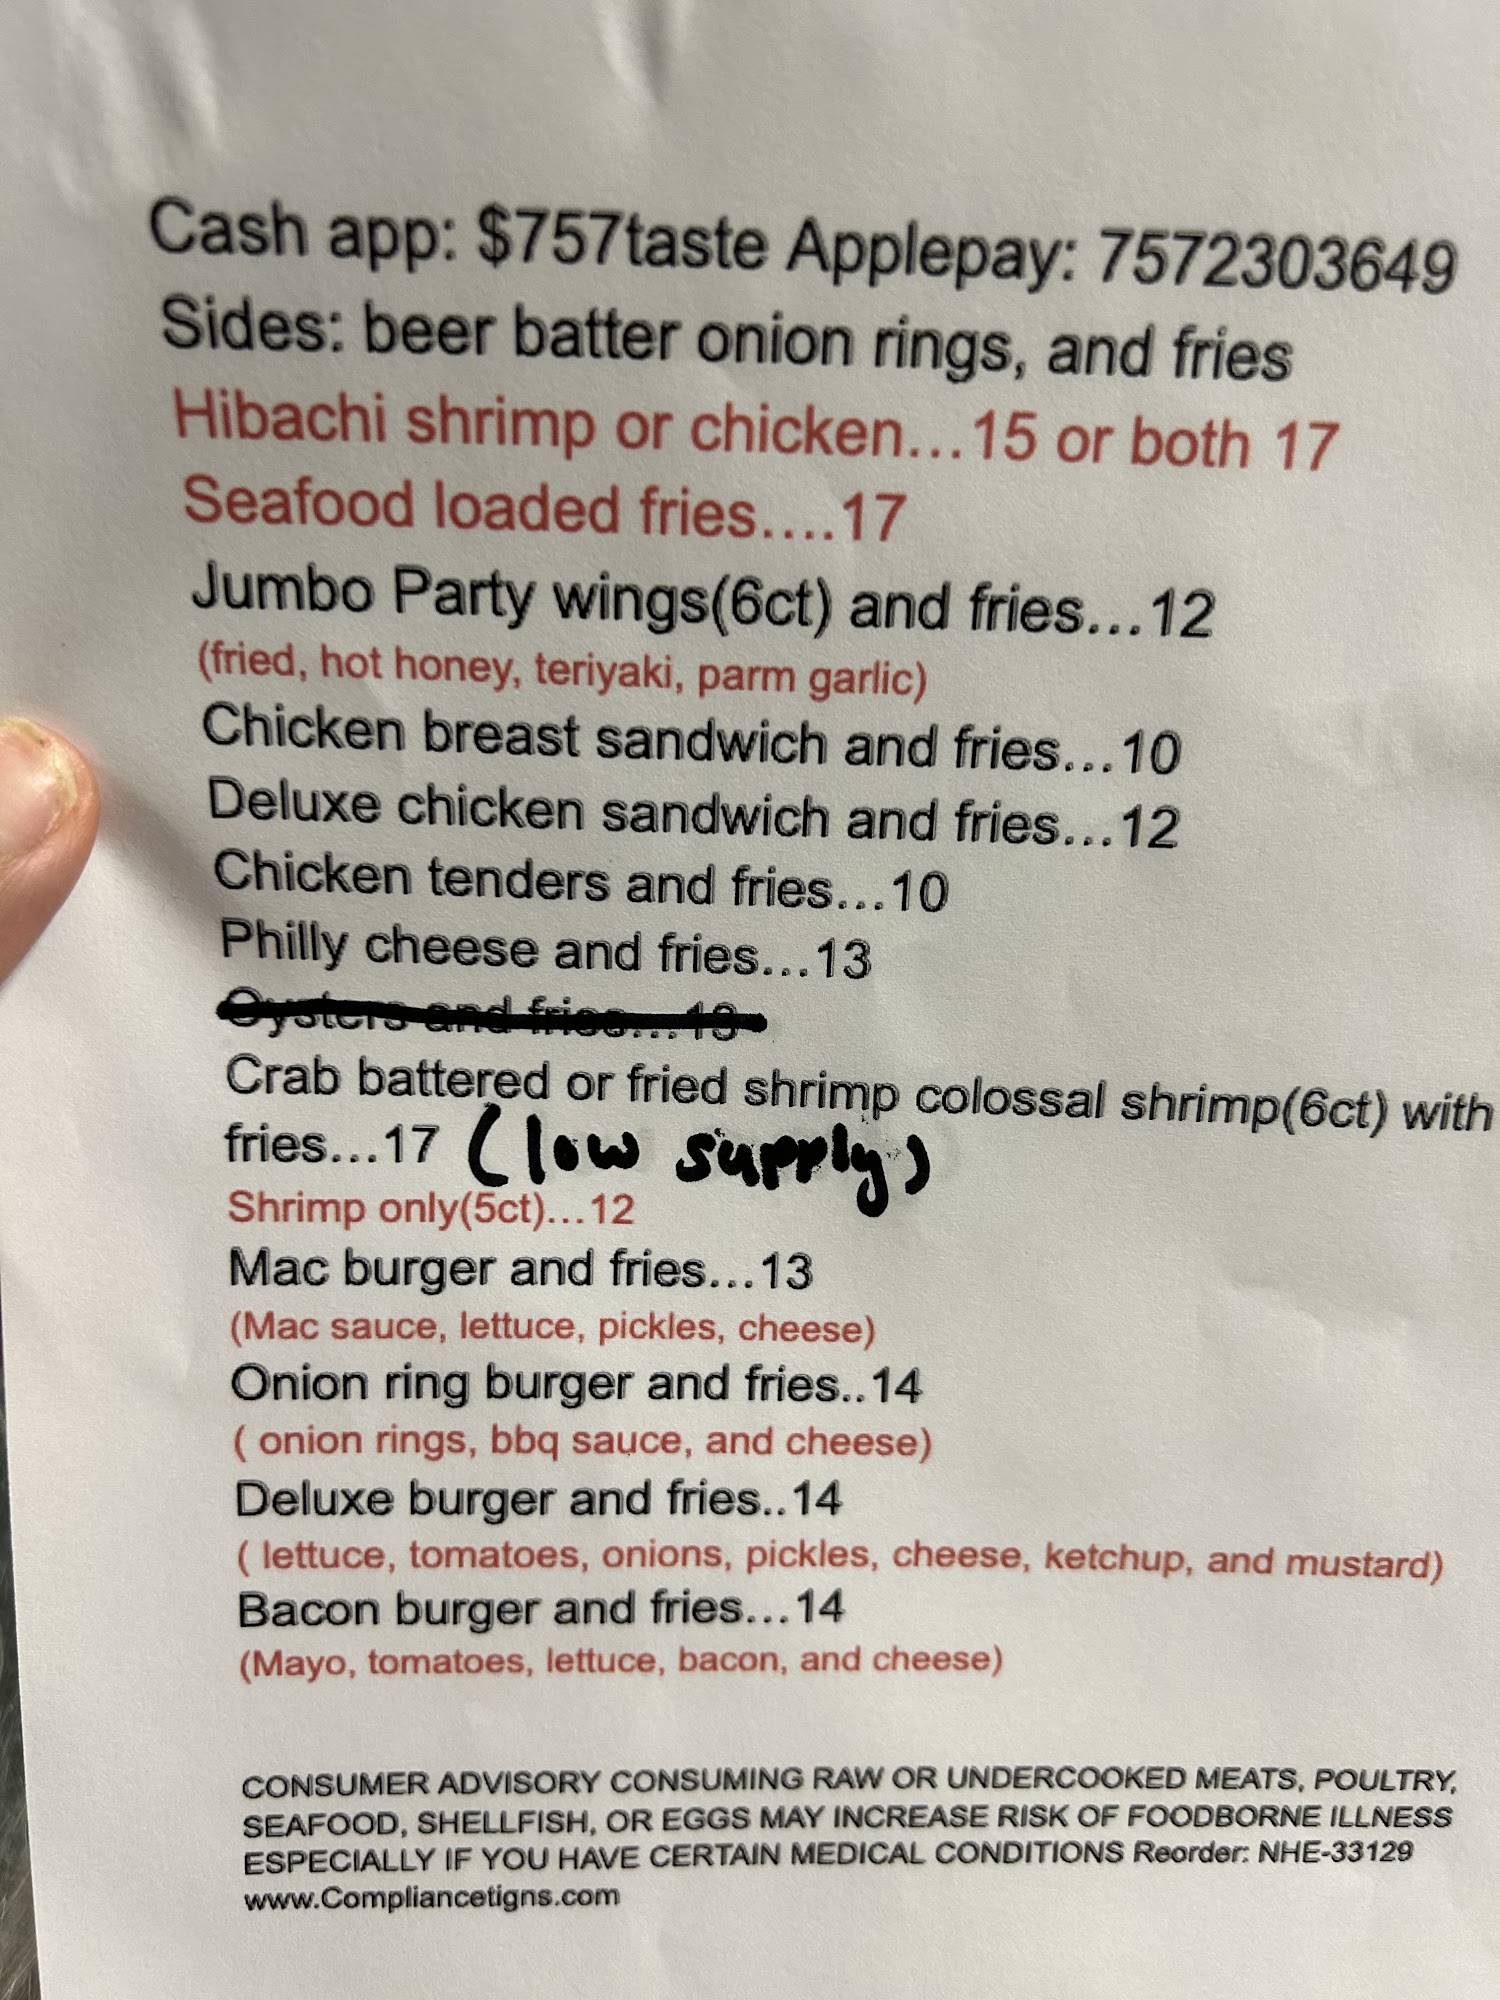 Cash app: $757taste Applepay: 7572303649
Sides: beer batter onion rings, and fries
Hibachi shrimp or chicken...15 or both 17
Seafood loaded fries....17
Jumbo Party wings(6ct) and fries...12
(fried, hot honey, teriyaki, parm garlic)
Chicken breast sandwich and fries...10
Deluxe chicken sandwich and fries...12
Chicken tenders and fries...10
Philly cheese and fries...13
Oysters and fries...13
Crab battered or fried shrimp colossal shrimp(6ct) with
fries...17 (low supply)
Shrimp only(5ct)...12
Mac burger and fries...13
(Mac sauce, lettuce, pickles, cheese)
Onion ring burger and fries..14
( onion rings, bbq sauce, and cheese)
Deluxe burger and fries..14
( lettuce, tomatoes, onions, pickles, cheese, ketchup, and mustard)
Bacon burger and fries...14
(Mayo, tomatoes, lettuce, bacon, and cheese)
CONSUMER ADVISORY CONSUMING RAW OR UNDERCOOKED MEATS, POULTRY,
SEAFOOD, SHELLFISH, OR EGGS MAY INCREASE RISK OF FOODBORNE ILLNESS
ESPECIALLY IF YOU HAVE CERTAIN MEDICAL CONDITIONS Reorder: NHE-33129
www.Compliancetigns.com